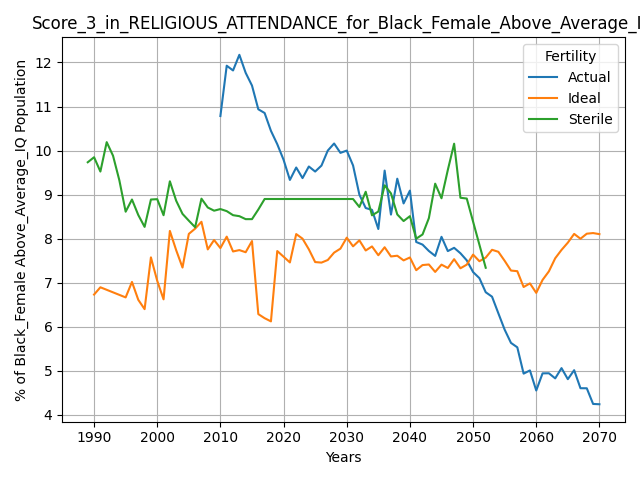 Score_3_in_RELIGIOUS_ATTENDANCE_for_Black_Female_Above_Average_I
Fertility
Actual
Ideal
Sterile
% of Black_Female Above_Average_IQ Population
12
11
10
9
8
7
6
5
4
1990 2000 2010 2020 2030 2040 2050 2060 2070
Years